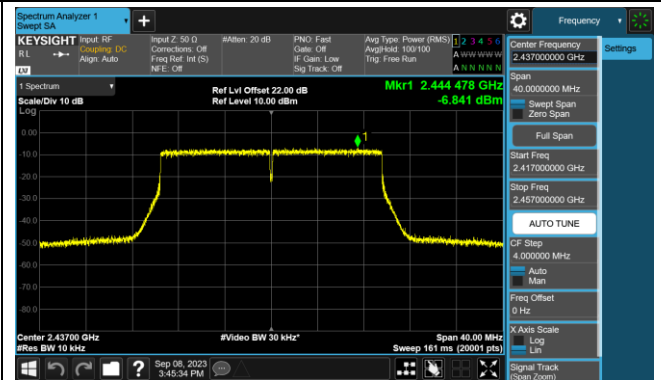 Spectrum Analyzer 1
Swept SA
Frequency
KEYSIGHT
Input: RF
Coupling: DC
Align: Auto
Input Z: 50 Ω
Corrections: Off
Freq Ref: Int (S)
NFE: Off
#Atten: 20 dB
PNO: Fast
Gate: Off
IF Gain: Low
Sig Track: Off
Avg Type: Power (RMS)
Avg|Hold: 100/100
Trig: Free Run
1 2 3 4 5 6
A W W W W W
A N N N N N
RL
LXI
Center Frequency
2.437000000 GHz
Settings
Span
40.0000000 MHz
Swept Span
Zero Span
Full Span
Start Freq
2.417000000 GHz
Stop Freq
2.457000000 GHz
AUTO TUNE
CF Step
4.000000 MHz
Auto
Man
Freq Offset
0 Hz
X Axis Scale
Log
Lin
Signal Track
(Span Zoom)
1 Spectrum
Scale/Div 10 dB
Log
Ref Lvl Offset 22.00 dB
Ref Level 10.00 dBm
Mkr1 2.444 478 GHz
-6.841 dBm
1
0.00
-10.0
-20.0
-30.0
-40.0
-50.0
-60.0
-70.0
-80.0
Center 2.43700 GHz
#Res BW 10 kHz
#Video BW 30 kHz*
Span 40.00 MHz
Sweep 161 ms (20001 pts)
?
Sep 08, 2023
3:45:34 PM